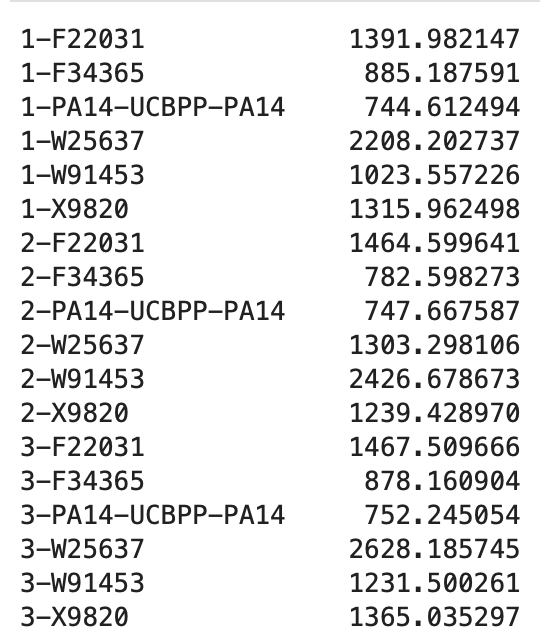 1-F22031 1391.982147
1-F34365 885.187591
1-PA14-UCBPP-PA14 744.612494
1-W25637 2208.202737
1-W91453 1023.557226
1-X9820 1315.962498
2-F22031 1464.599641
2-F34365 782.598273
2-PA14-UCBPP-PA14 747.667587
2-W25637 1303.298106
2-W91453 2426.678673
2-X9820 1239.428970
3-F22031 1467.509666
3-F34365 878.160904
3-PA14-UCBPP-PA14 752.245054
3-W25637 2628.185745
3-W91453 1231.500261
3-X9820 1365.035297